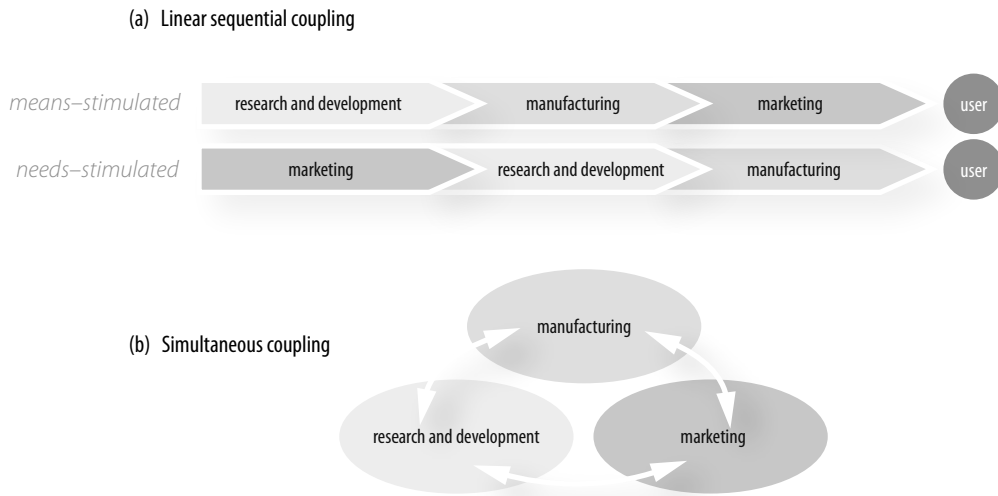 (a) Linear sequential coupling
means–stimulated research and development manufacturing marketing user
needs–stimulated marketing research and development manufacturing user
(b) Simultaneous coupling
manufacturing
research and development marketing